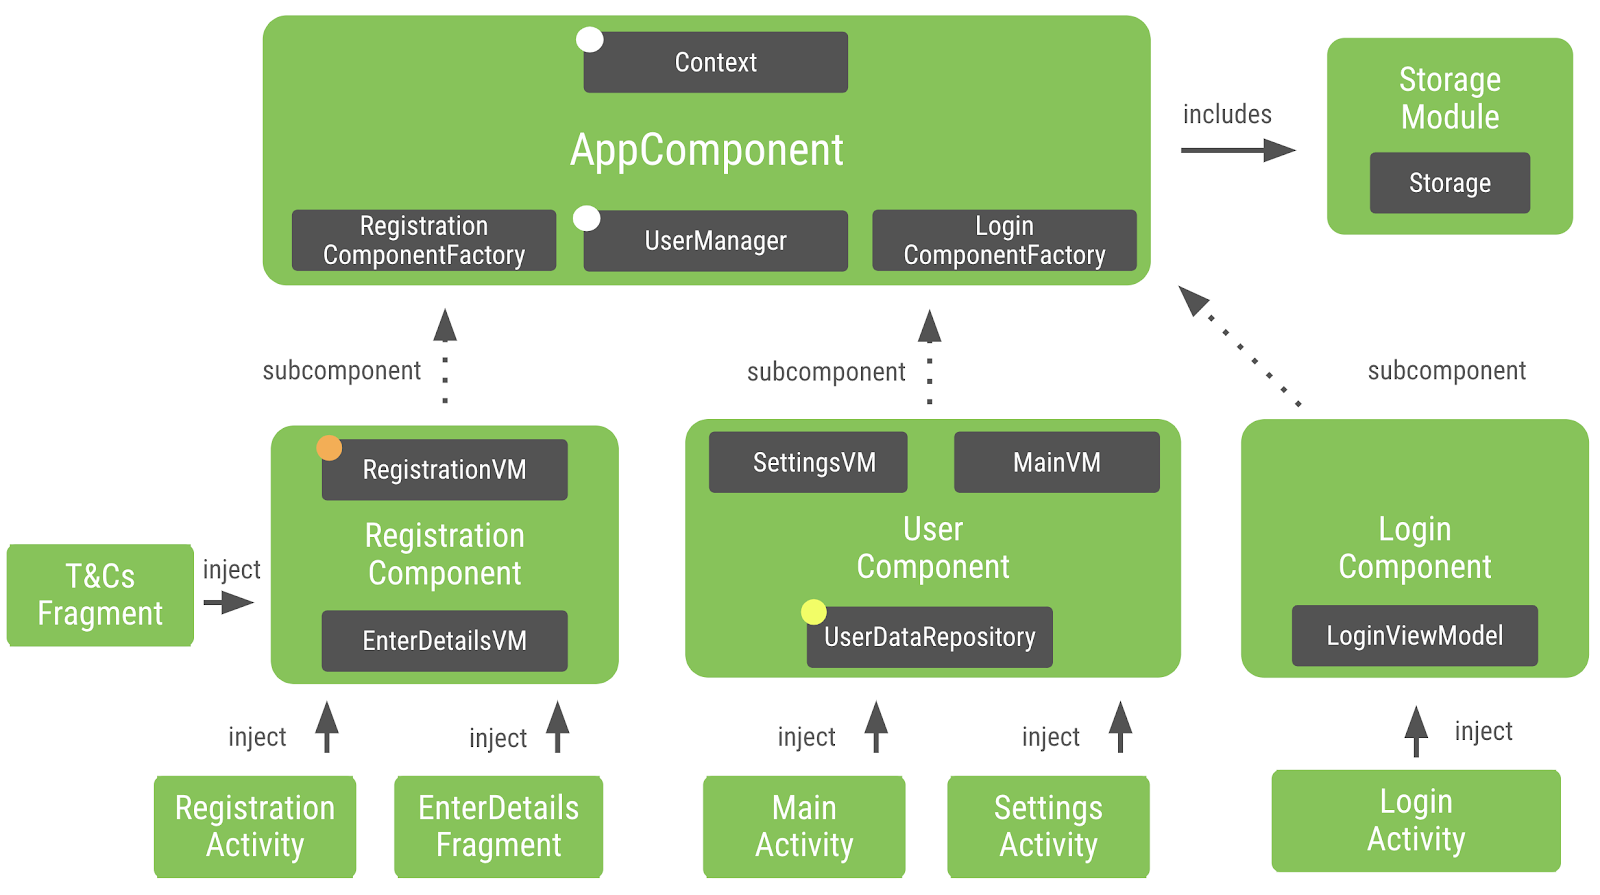 Context
AppComponent
Registration
ComponentFactory
UserManager
Login
ComponentFactory
includes
Storage
Module
Storage
subcomponent
subcomponent
subcomponent
RegistrationVM
Registration
Component
EnterDetailsVM
SettingsVM
MainVM
User
Component
UserDataRepository
Login
Component
LoginViewModel
T&Cs
Fragment
inject
inject
inject
inject
inject
inject
Registration
Activity
EnterDetails
Fragment
Main
Activity
Settings
Activity
Login
Activity